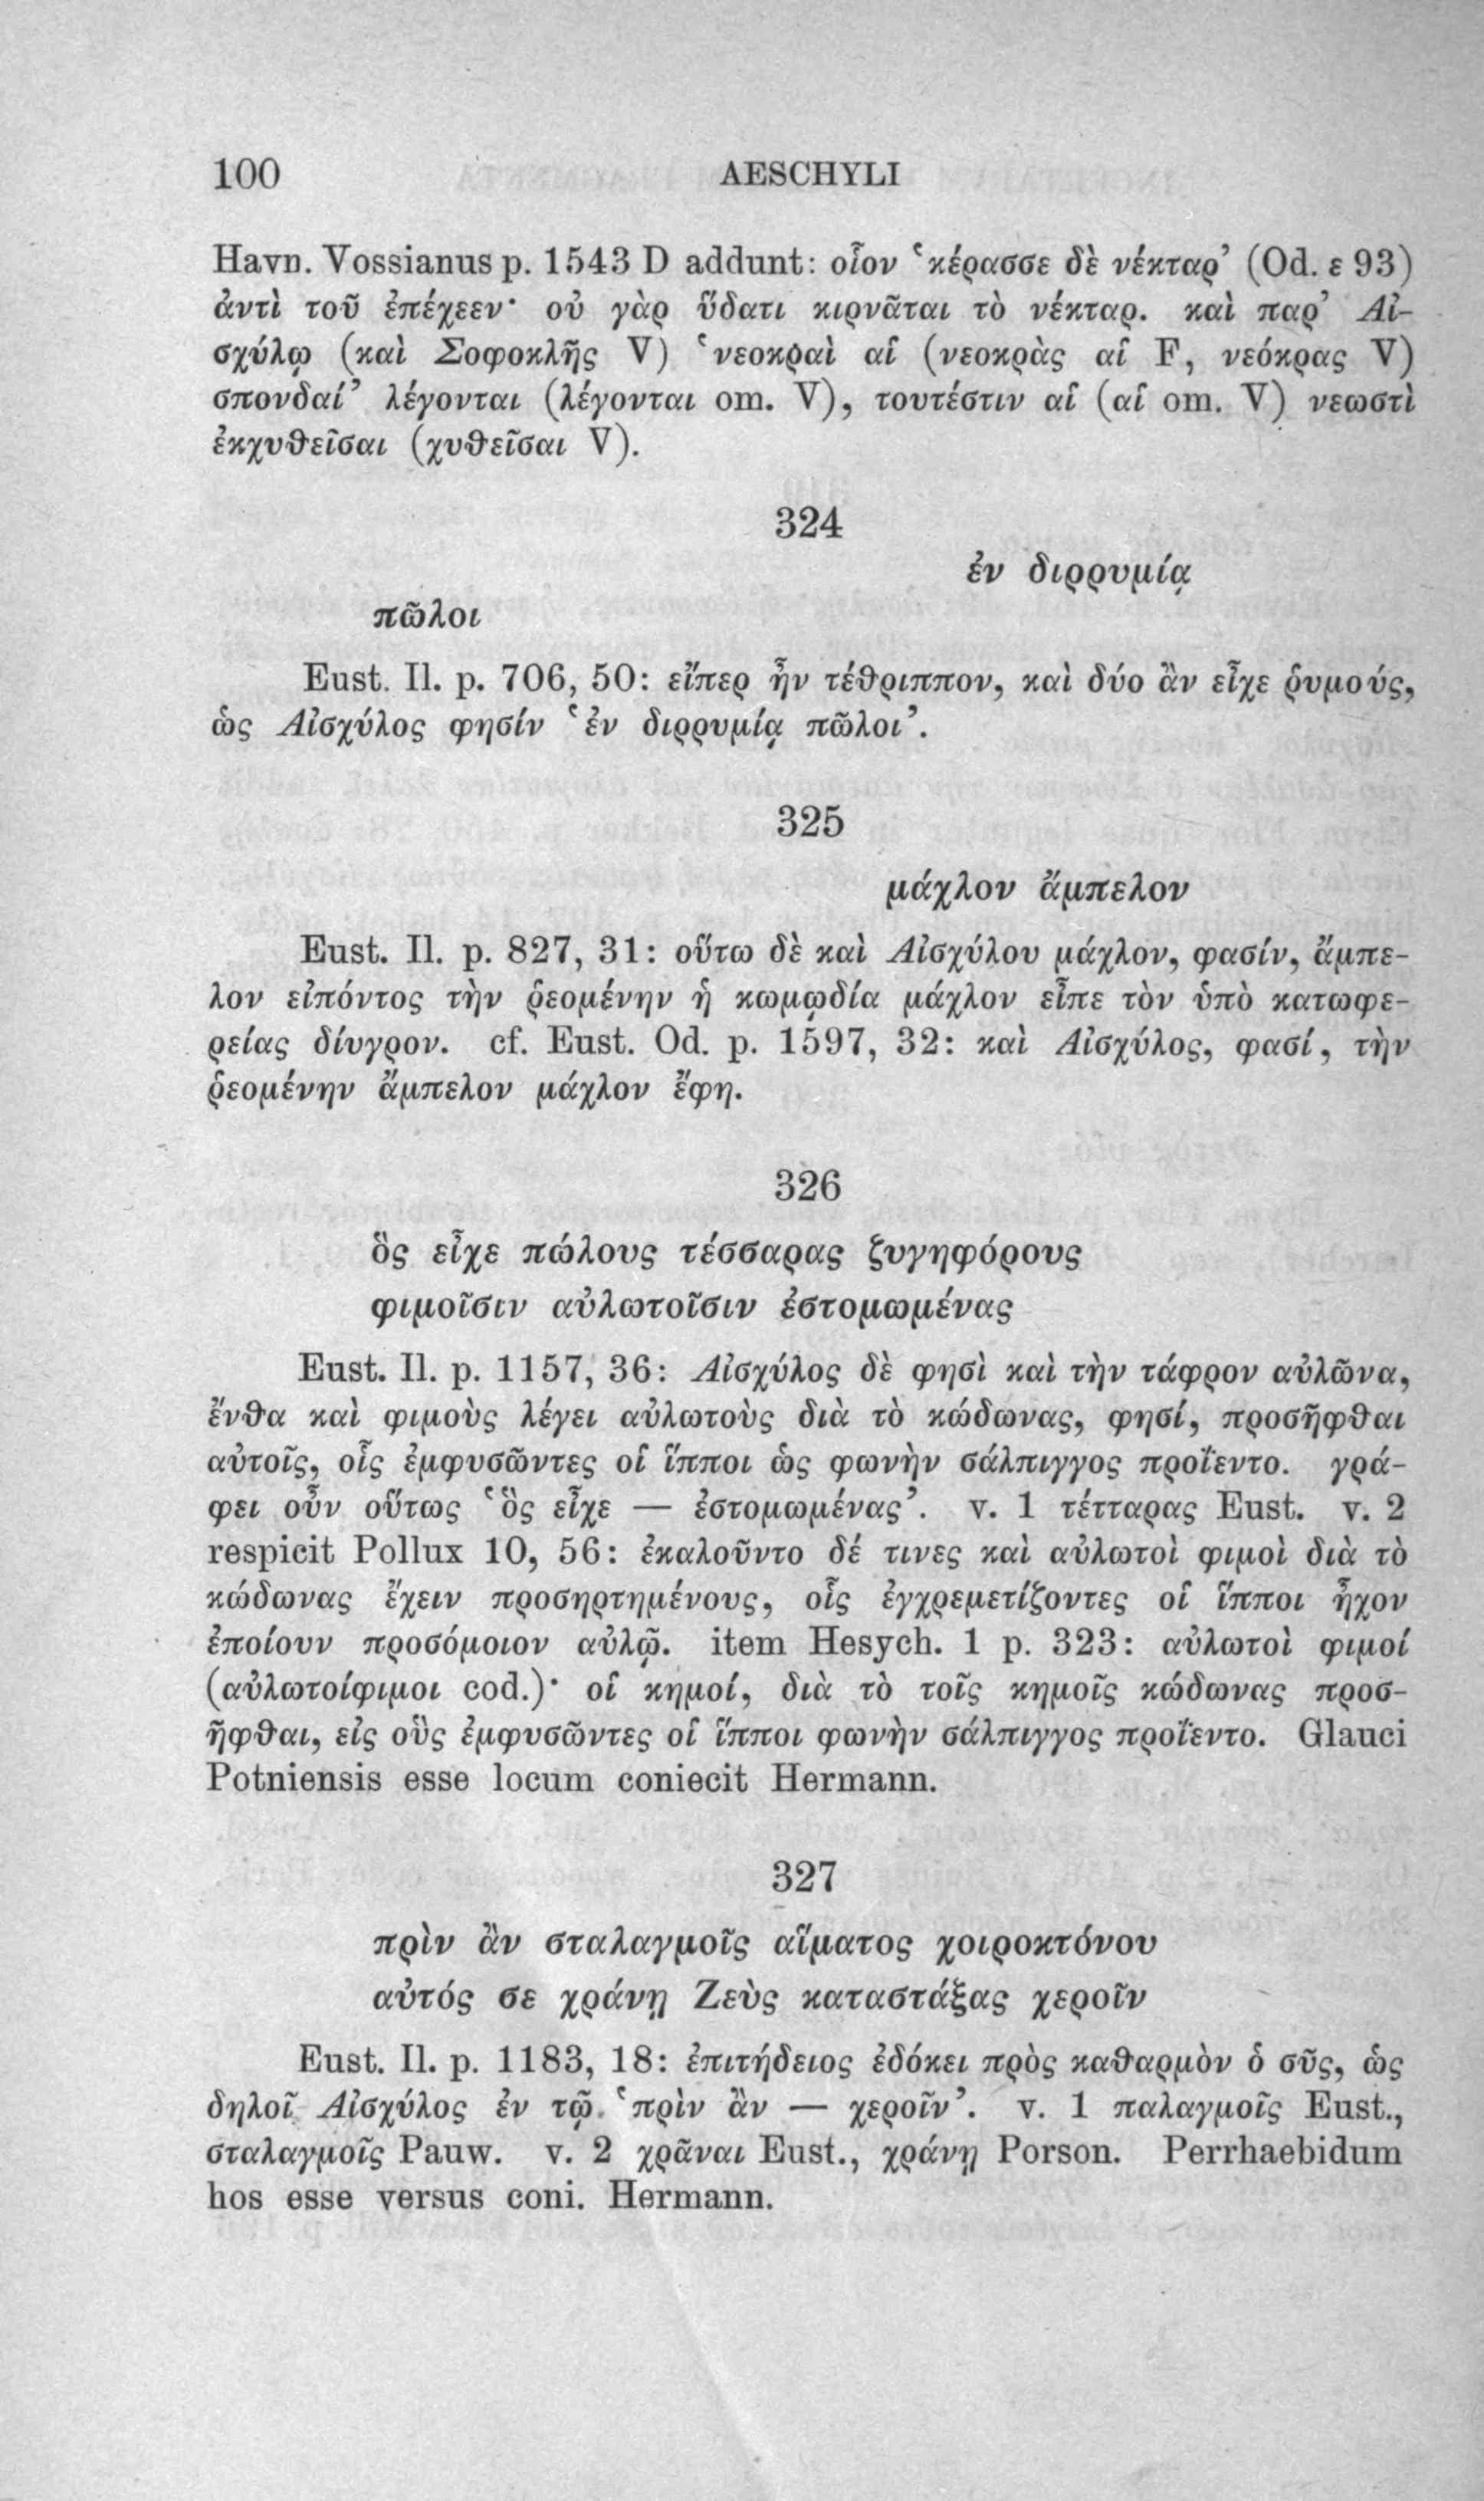 100 AESCHYLI
Havn. Vossianus p. 1543 D addunt: οἷον ‘κέρασσε δὲ νέκταρ’ (Od. ε 93)
ἀντὶ τοῦ ἐπέχεεν· οὐ γὰρ ὕδατι κιρνᾶται τὸ νέκταρ. καὶ παρ’ Αἰ-
σχύλῳ (καὶ Σοφοκλῆς V) ‘νεοκραὶ αἱ (νεοκρὰς αἱ F, νεόκρας V)
σπονδαί’ λέγονται (λέγονται om. V), τουτέστιν αἱ (αἱ om. V) νεωστὶ
ἐκχυθεῖσαι (χυθεῖσαι V).
324
ἐν διρρυμίᾳ
πῶλοι
Eust. Il. p. 706, 50: εἴπερ ἦν τέθριππον, καὶ δύο ἂν εἶχε ῥυμούς,
ὡς Αἰσχύλος φησίν ‘ἐν διρρυμίᾳ πῶλοι’.
325
μάχλον ἄμπελον
Eust. Il. p. 827, 31: οὕτω δὲ καὶ Αἰσχύλου μάχλον, φασίν, ἄμπε-
λον εἰπόντος τὴν ῥεομένην ἡ κωμῳδία μάχλον εἶπε τὸν ὑπὸ κατωφε-
ρείας δίυγρον. cf. Eust. Od. p. 1597, 32: καὶ Αἰσχύλος, φασί, τὴν
ῥεομένην ἄμπελον μάχλον ἔφη.
326
ὃς εἶχε πώλους τέσσαρας ζυγηφόρους
φιμοῖσιν αὐλωτοῖσιν ἐστομωμένας
Eust. Il. p. 1157, 36: Αἰσχύλος δὲ φησὶ καὶ τὴν τάφρον αὐλῶνα,
ἔνθα καὶ φιμοὺς λέγει αὐλωτοὺς διὰ τὸ κώδωνας, φησί, προσῆφθαι
αὐτοῖς, οἷς ἐμφυσῶντες οἱ ἵπποι ὡς φωνὴν σάλπιγγος προΐεντο. γρά-
φει οὖν οὕτως ‘ὃς εἶχε — ἐστομωμένας’. v. 1 τέτταρας Eust. v. 2
respicit Pollux 10, 56: ἐκαλοῦντο δέ τινες καὶ αὐλωτοὶ φιμοὶ διὰ τὸ
κώδωνας ἔχειν προσηρτημένους, οἷς ἐγχρεμετίζοντες οἱ ἵπποι ἦχον
ἐποίουν προσόμοιον αὐλῷ. item Hesych. 1 p. 323: αὐλωτοὶ φιμοί
(αὐλωτοίφιμοι cod.)· οἱ κημοί, διὰ τὸ τοῖς κημοῖς κώδωνας προσ-
ῆφθαι, εἰς οὓς ἐμφυσῶντες οἱ ἵπποι φωνὴν σάλπιγγος προΐεντο. Glauci
Potniensis esse locum coniecit Hermann.
327
πρὶν ἂν σταλαγμοῖς αἵματος χοιροκτόνου
αὐτός σε χράνῃ Ζεὺς καταστάξας χεροῖν
Eust. Il. p. 1183, 18: ἐπιτήδειος ἐδόκει πρὸς καθαρμὸν ὁ σῦς, ὡς
δηλοῖ Αἰσχύλος ἐν τῷ ‘πρὶν ἂν — χεροῖν’. v. 1 παλαγμοῖς Eust.,
σταλαγμοῖς Pauw. v. 2 χρᾶναι Eust., χράνῃ Porson. Perrhaebidum
hos esse versus coni. Hermann.